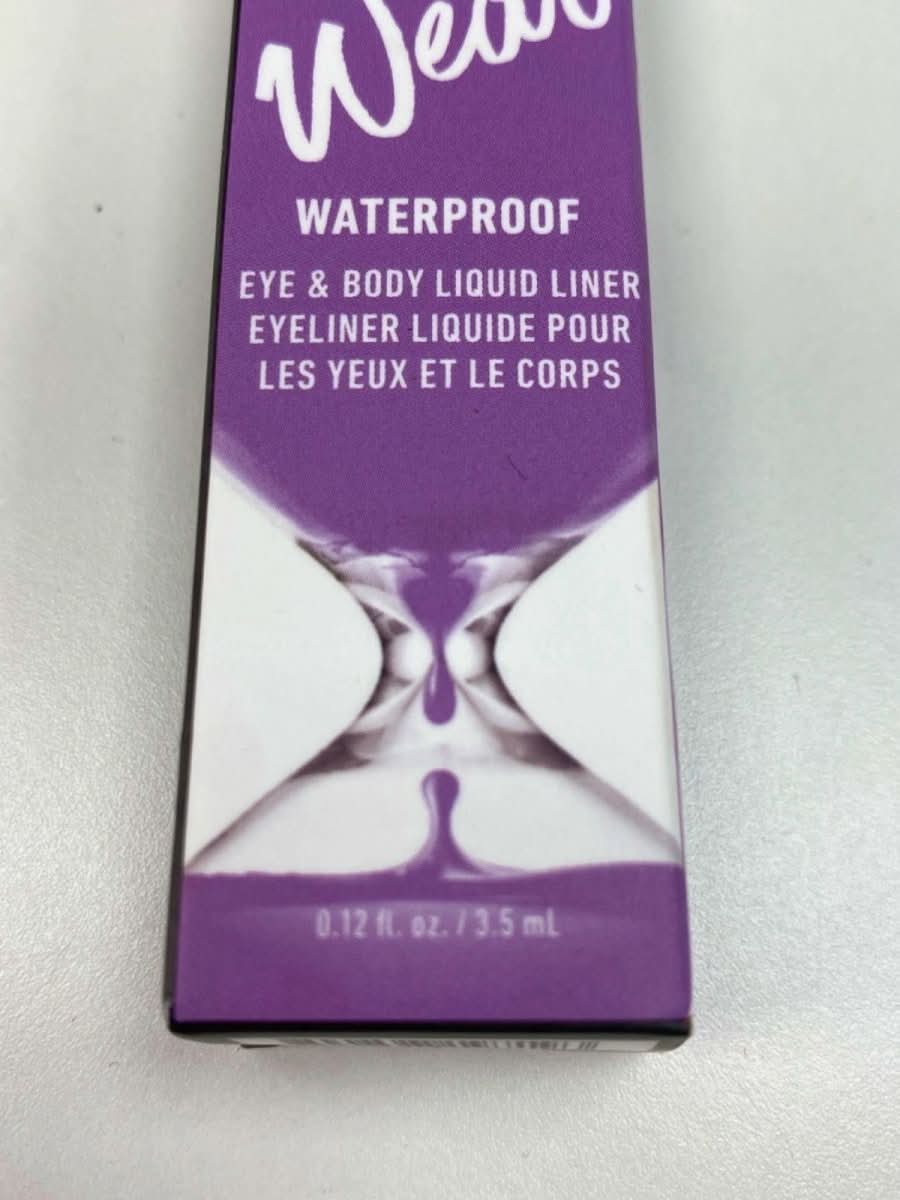 Wear
WATERPROOF
EYE & BODY LIQUID LINER
EYELINER LIQUIDE POUR
LES YEUX ET LE CORPS
0.12 fl. oz. / 3.5 mL